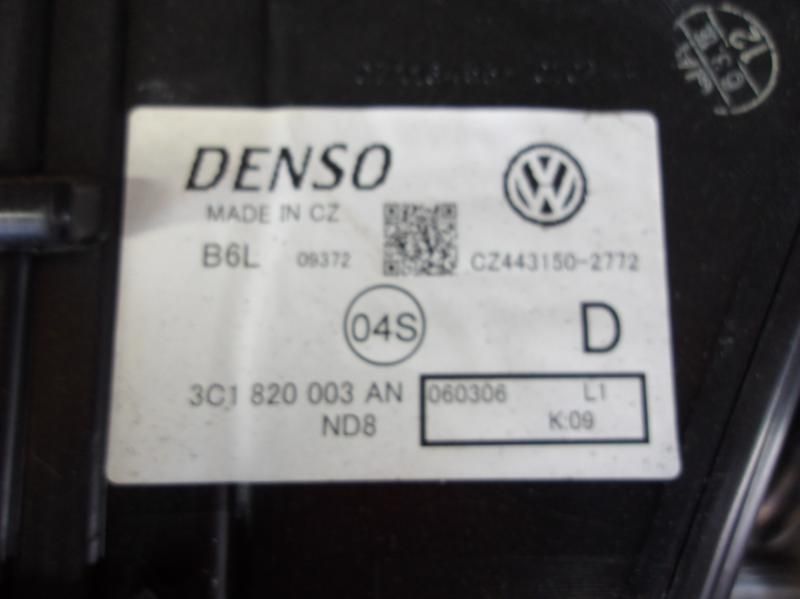 DENSO
MADE IN CZ
B6L 09372 CZ443150-2772
04S D
3C1 820 003 AN 060306 L1
ND8 K:09